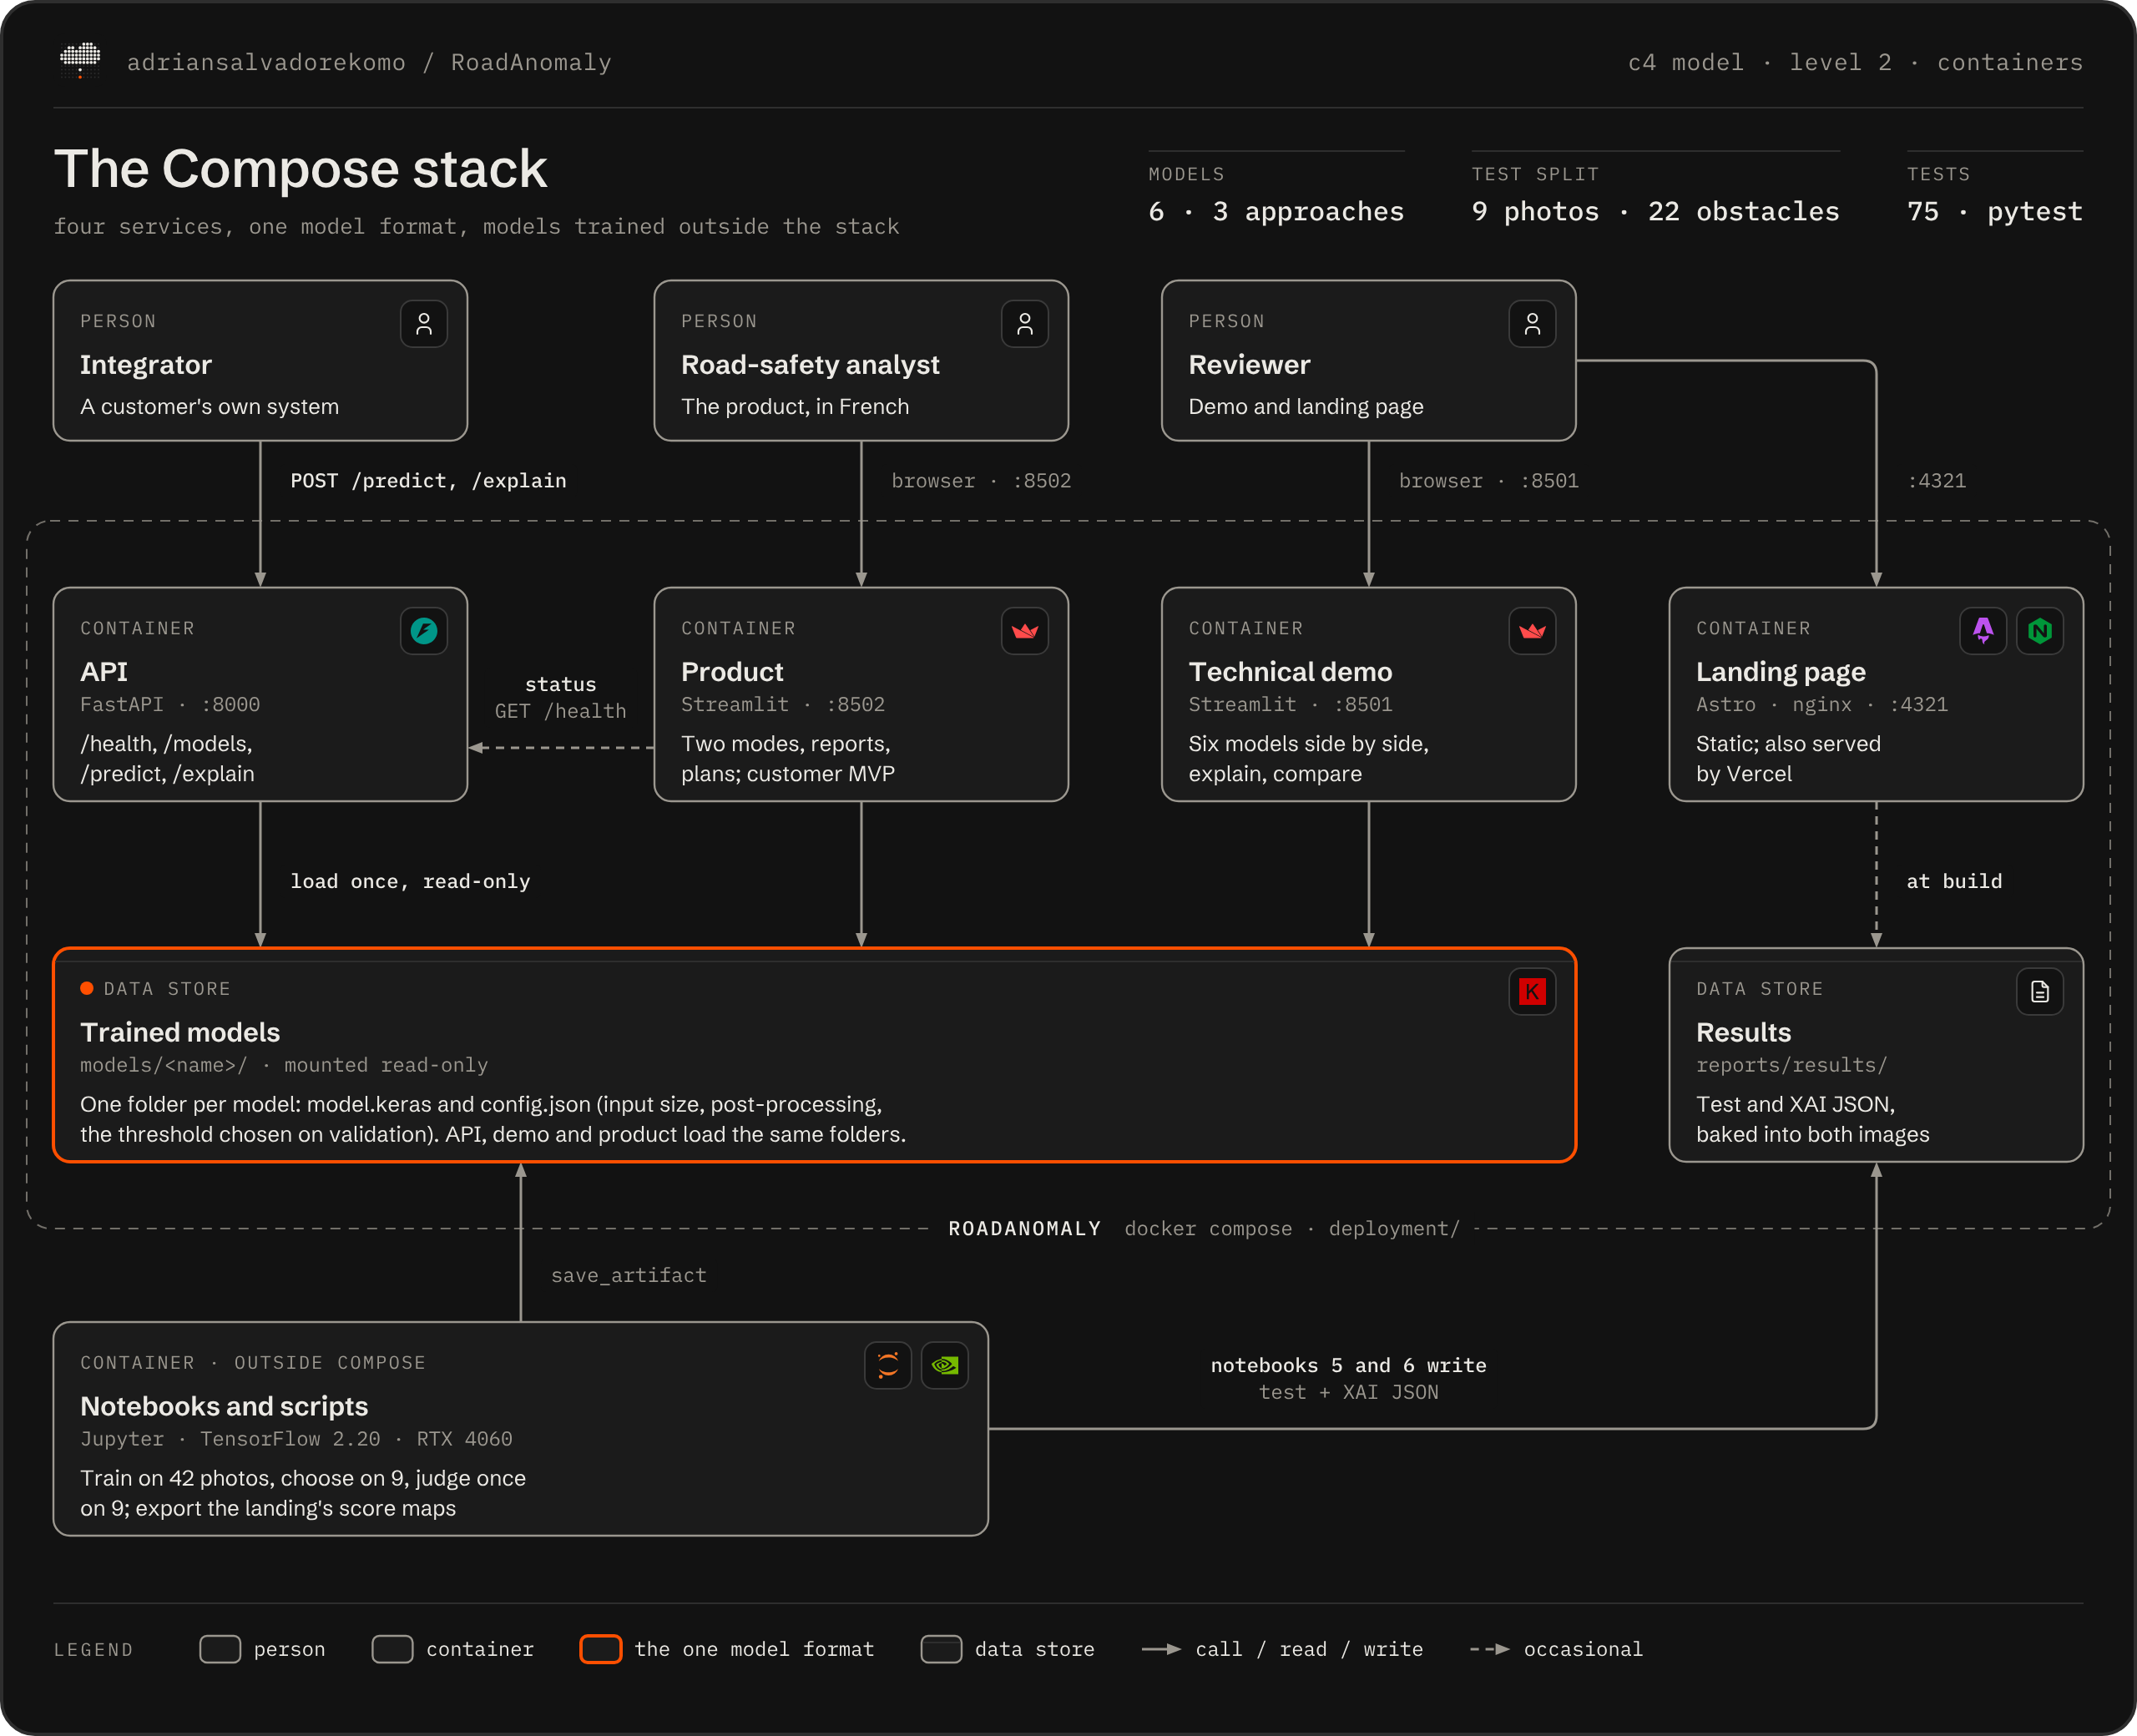 adriansalvadorekomo / RoadAnomaly
c4 model · level 2 · containers
The Compose stack
four services, one model format, models trained outside the stack
MODELS
6 · 3 approaches
TEST SPLIT
9 photos · 22 obstacles
TESTS
75 · pytest
PERSON
Integrator
A customer's own system
PERSON
Road-safety analyst
The product, in French
PERSON
Reviewer
Demo and landing page
POST /predict, /explain
browser · :8502
browser · :8501
:4321
CONTAINER
API
FastAPI · :8000
/health, /models,
/predict, /explain
status
GET /health
CONTAINER
Product
Streamlit · :8502
Two modes, reports,
plans; customer MVP
CONTAINER
Technical demo
Streamlit · :8501
Six models side by side,
explain, compare
CONTAINER
Landing page
Astro · nginx · :4321
Static; also served
by Vercel
load once, read-only
at build
DATA STORE
K
Trained models
models/<name>/ · mounted read-only
One folder per model: model.keras and config.json (input size, post-processing,
the threshold chosen on validation). API, demo and product load the same folders.
DATA STORE
Results
reports/results/
Test and XAI JSON,
baked into both images
ROADANOMALY docker compose · deployment/
save_artifact
CONTAINER · OUTSIDE COMPOSE
Notebooks and scripts
Jupyter · TensorFlow 2.20 · RTX 4060
Train on 42 photos, choose on 9, judge once
on 9; export the landing's score maps
notebooks 5 and 6 write
test + XAI JSON
LEGEND
person
container
the one model format
data store
call / read / write
occasional